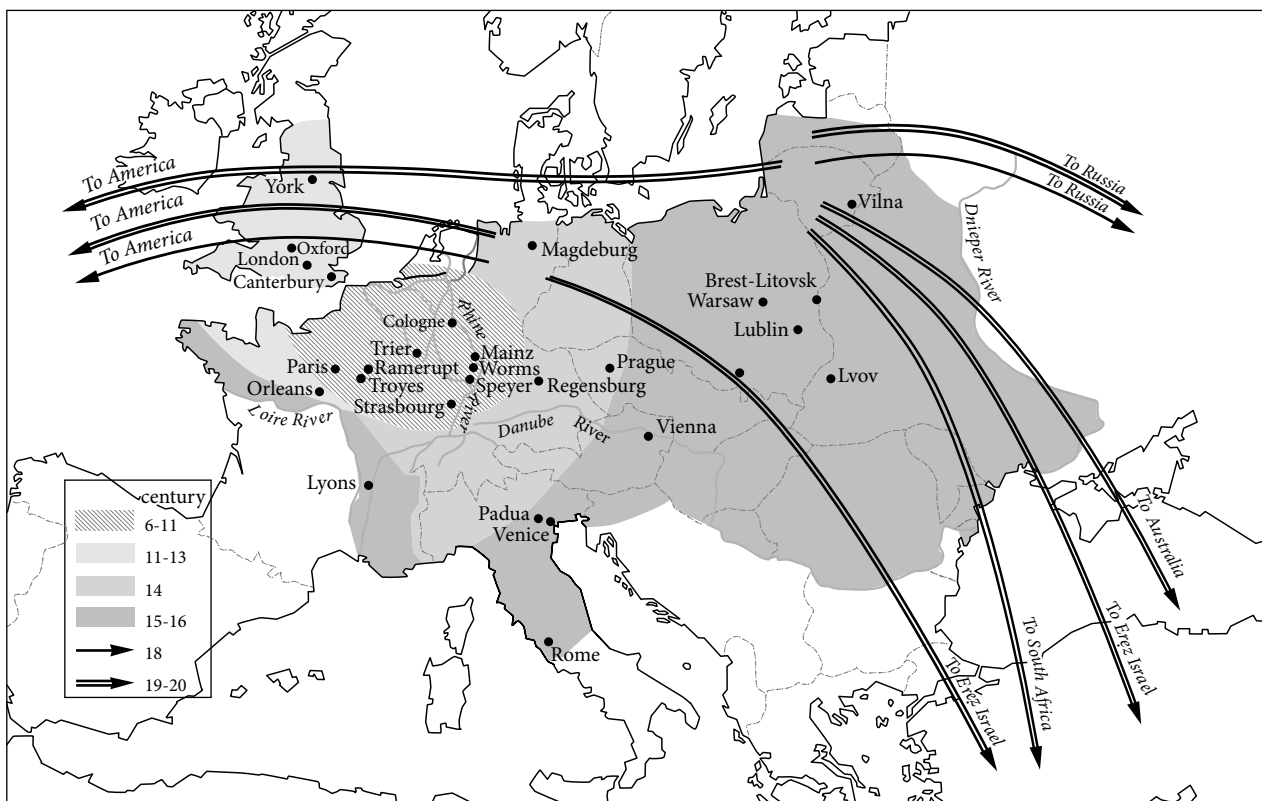 To America
To America
To America
York
Oxford
London
Canterbury
Magdeburg
To Russia
To Russia
Vilna
Dnieper River
Brest-Litovsk
Warsaw
Lublin
Lvov
Cologne
Rhine
River
Trier
Mainz
Paris
Ramerupt
Worms
Troyes
Speyer
Orleans
Strasbourg
Regensburg
Prague
Loire River
Danube River
Vienna
Lyons
Padua
Venice
Rome
To Australia
To Erez Israel
To South Africa
To Erez Israel
century
6-11
11-13
14
15-16
18
19-20